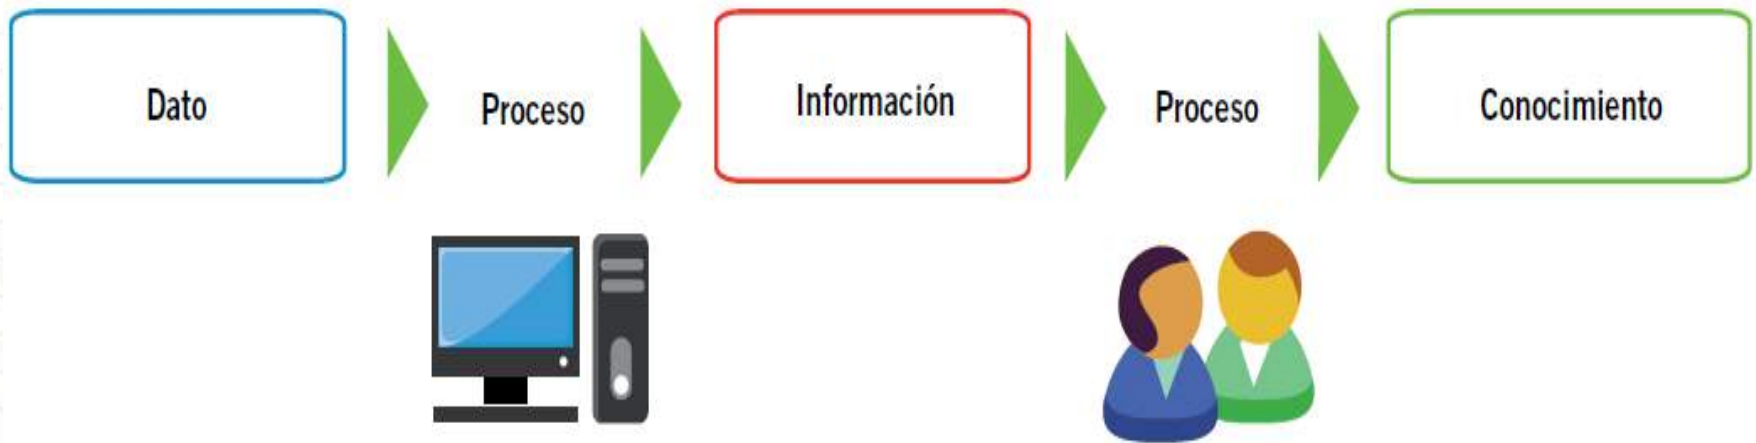 Dato
Proceso
Información
Proceso
Conocimiento